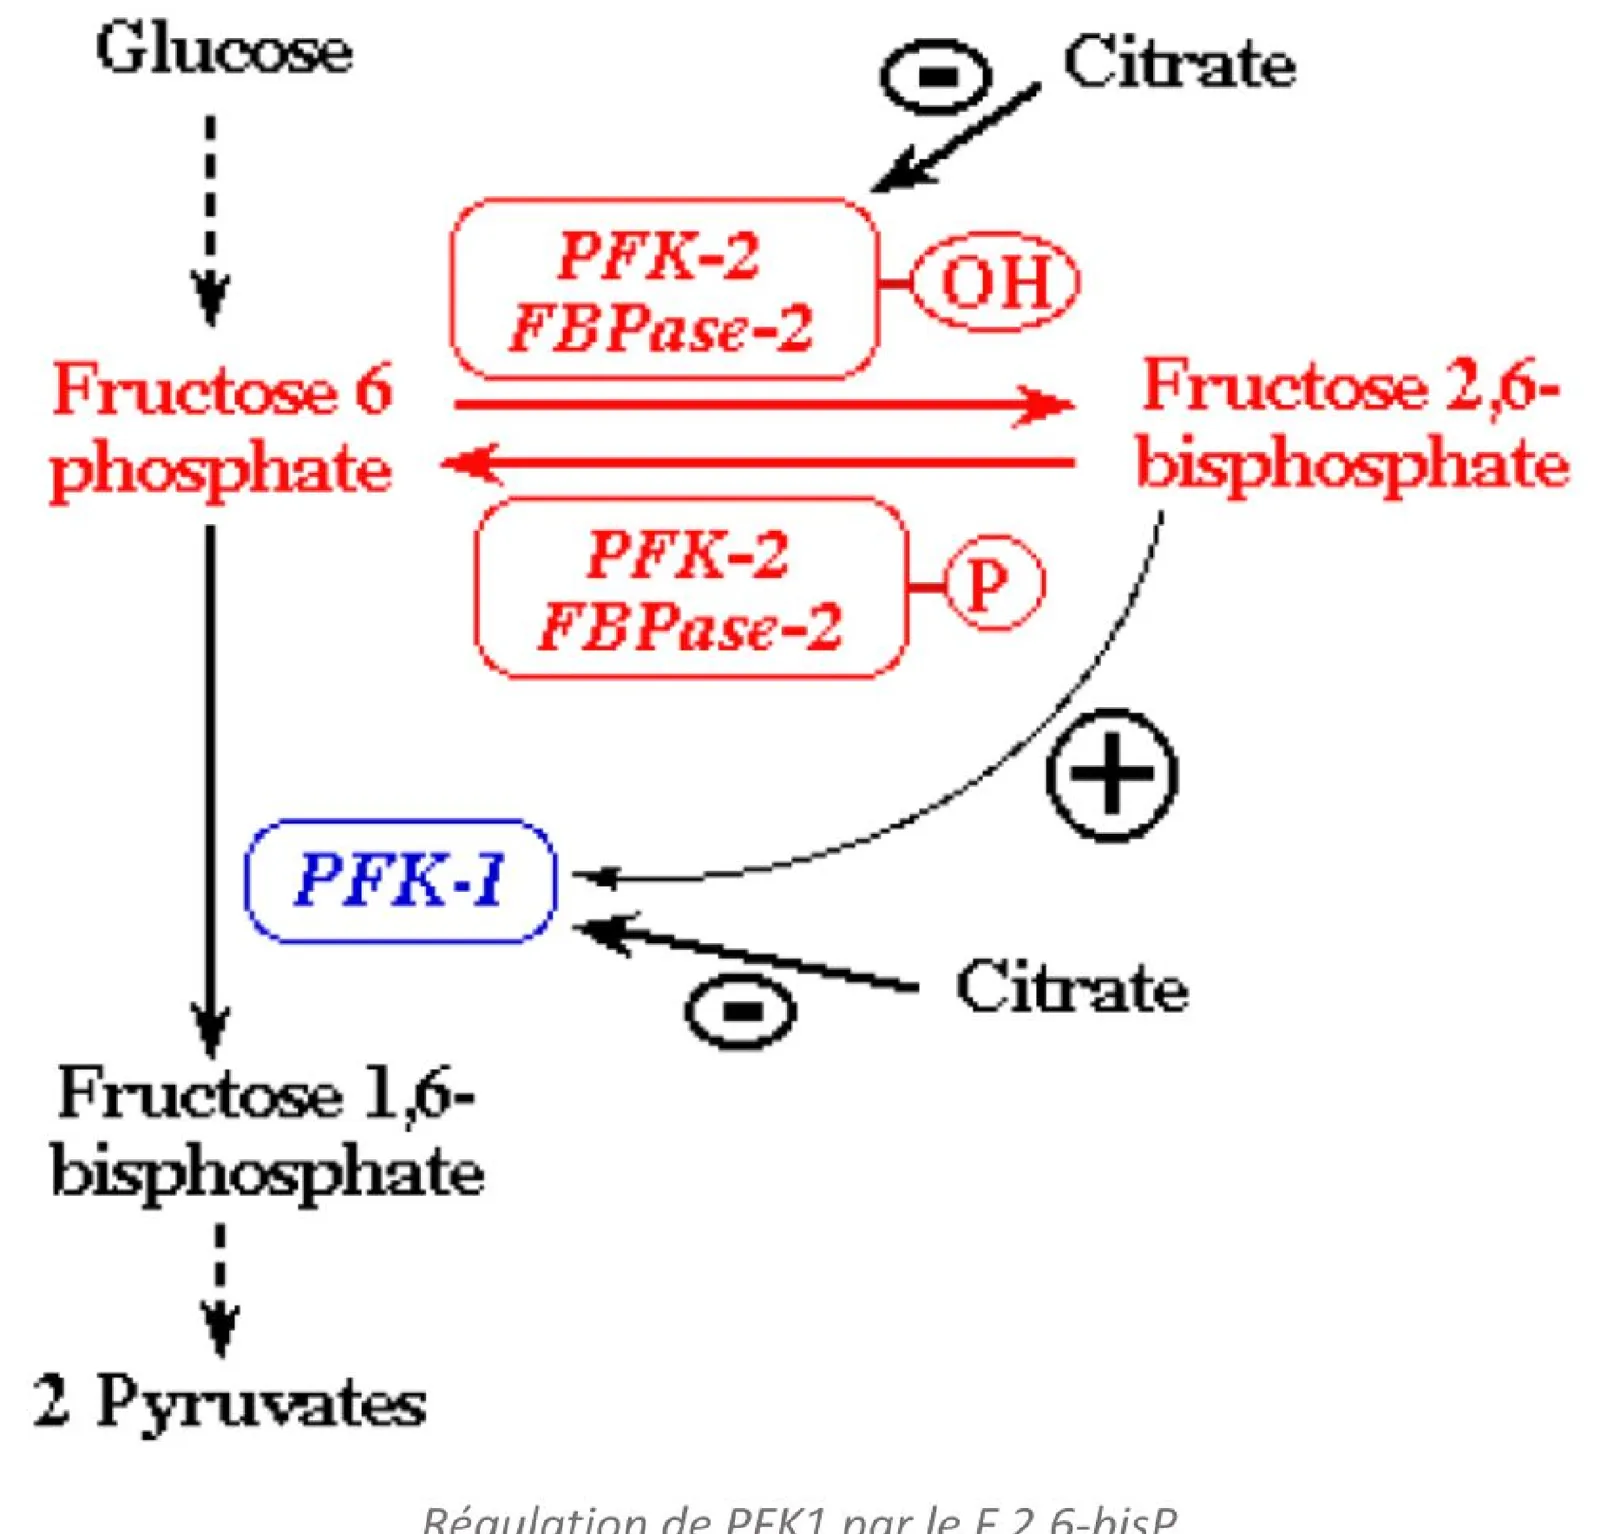 Glucose
Citrate
-
PFK-2
FBPase-2
OH
Fructose 6
phosphate
Fructose 2,6-
bisphosphate
PFK-2
FBPase-2
P
+
PFK-I
Citrate
-
Fructose 1,6-
bisphosphate
2 Pyruvates
Régulation de PFK1 par le F 2,6-bisP